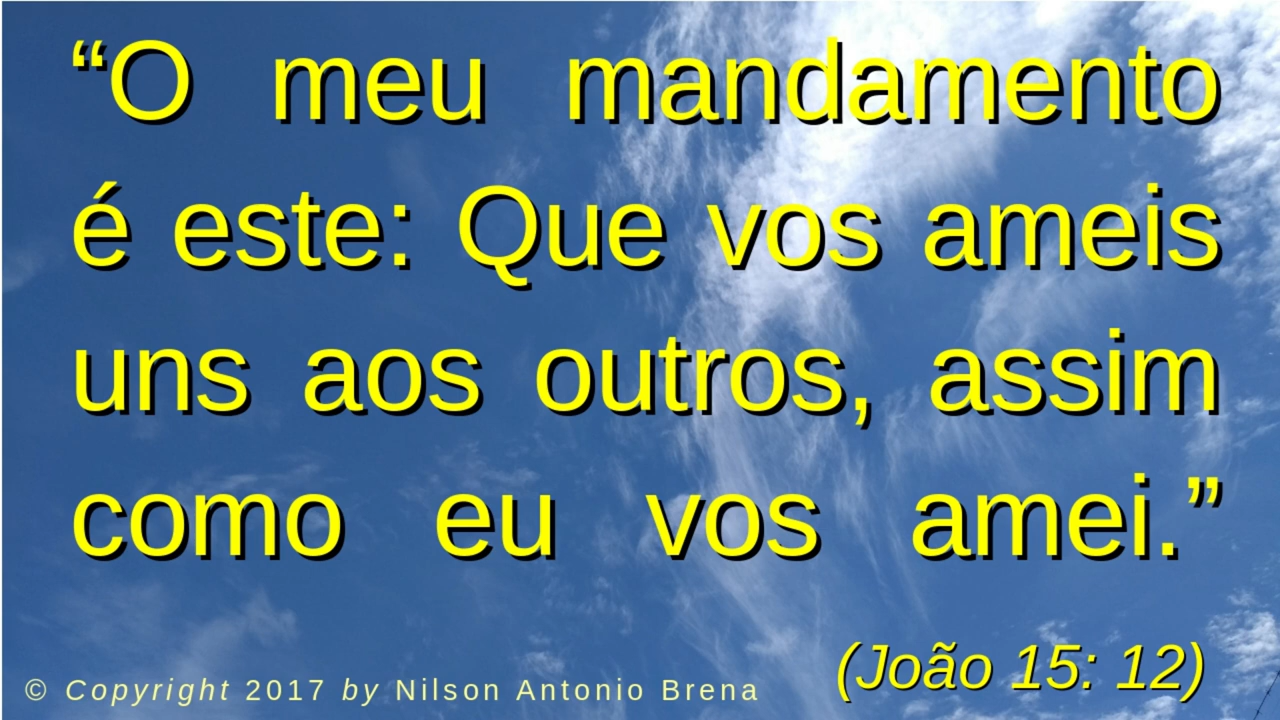 “O meu mandamento
é este: Que vos ameis
uns aos outros, assim
como eu vos amei.”
(João 15: 12)
© Copyright 2017 by Nilson Antonio Brena